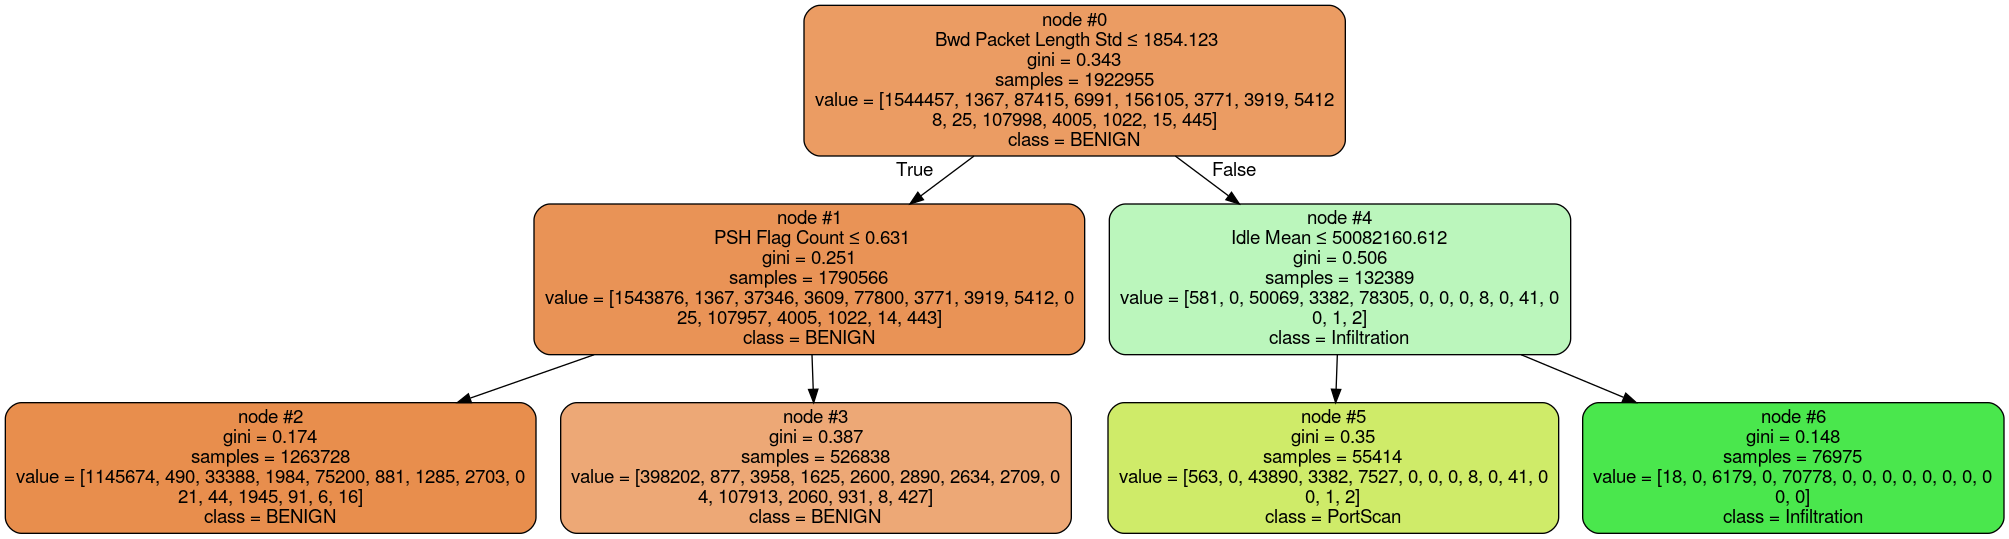 node #0
Bwd Packet Length Std ≤ 1854.123
gini = 0.343
samples = 1922955
value = [1544457, 1367, 87415, 6991, 156105, 3771, 3919, 5412
8, 25, 107998, 4005, 1022, 15, 445]
class = BENIGN
True
False
node #1
PSH Flag Count ≤ 0.631
gini = 0.251
samples = 1790566
value = [1543876, 1367, 37346, 3609, 77800, 3771, 3919, 5412, 0
25, 107957, 4005, 1022, 14, 443]
class = BENIGN
node #4
Idle Mean ≤ 50082160.612
gini = 0.506
samples = 132389
value = [581, 0, 50069, 3382, 78305, 0, 0, 0, 8, 0, 41, 0
0, 1, 2]
class = Infiltration
node #2
gini = 0.174
samples = 1263728
value = [1145674, 490, 33388, 1984, 75200, 881, 1285, 2703, 0
21, 44, 1945, 91, 6, 16]
class = BENIGN
node #3
gini = 0.387
samples = 526838
value = [398202, 877, 3958, 1625, 2600, 2890, 2634, 2709, 0
4, 107913, 2060, 931, 8, 427]
class = BENIGN
node #5
gini = 0.35
samples = 55414
value = [563, 0, 43890, 3382, 7527, 0, 0, 0, 8, 0, 41, 0
0, 1, 2]
class = PortScan
node #6
gini = 0.148
samples = 76975
value = [18, 0, 6179, 0, 70778, 0, 0, 0, 0, 0, 0, 0, 0
0, 0]
class = Infiltration